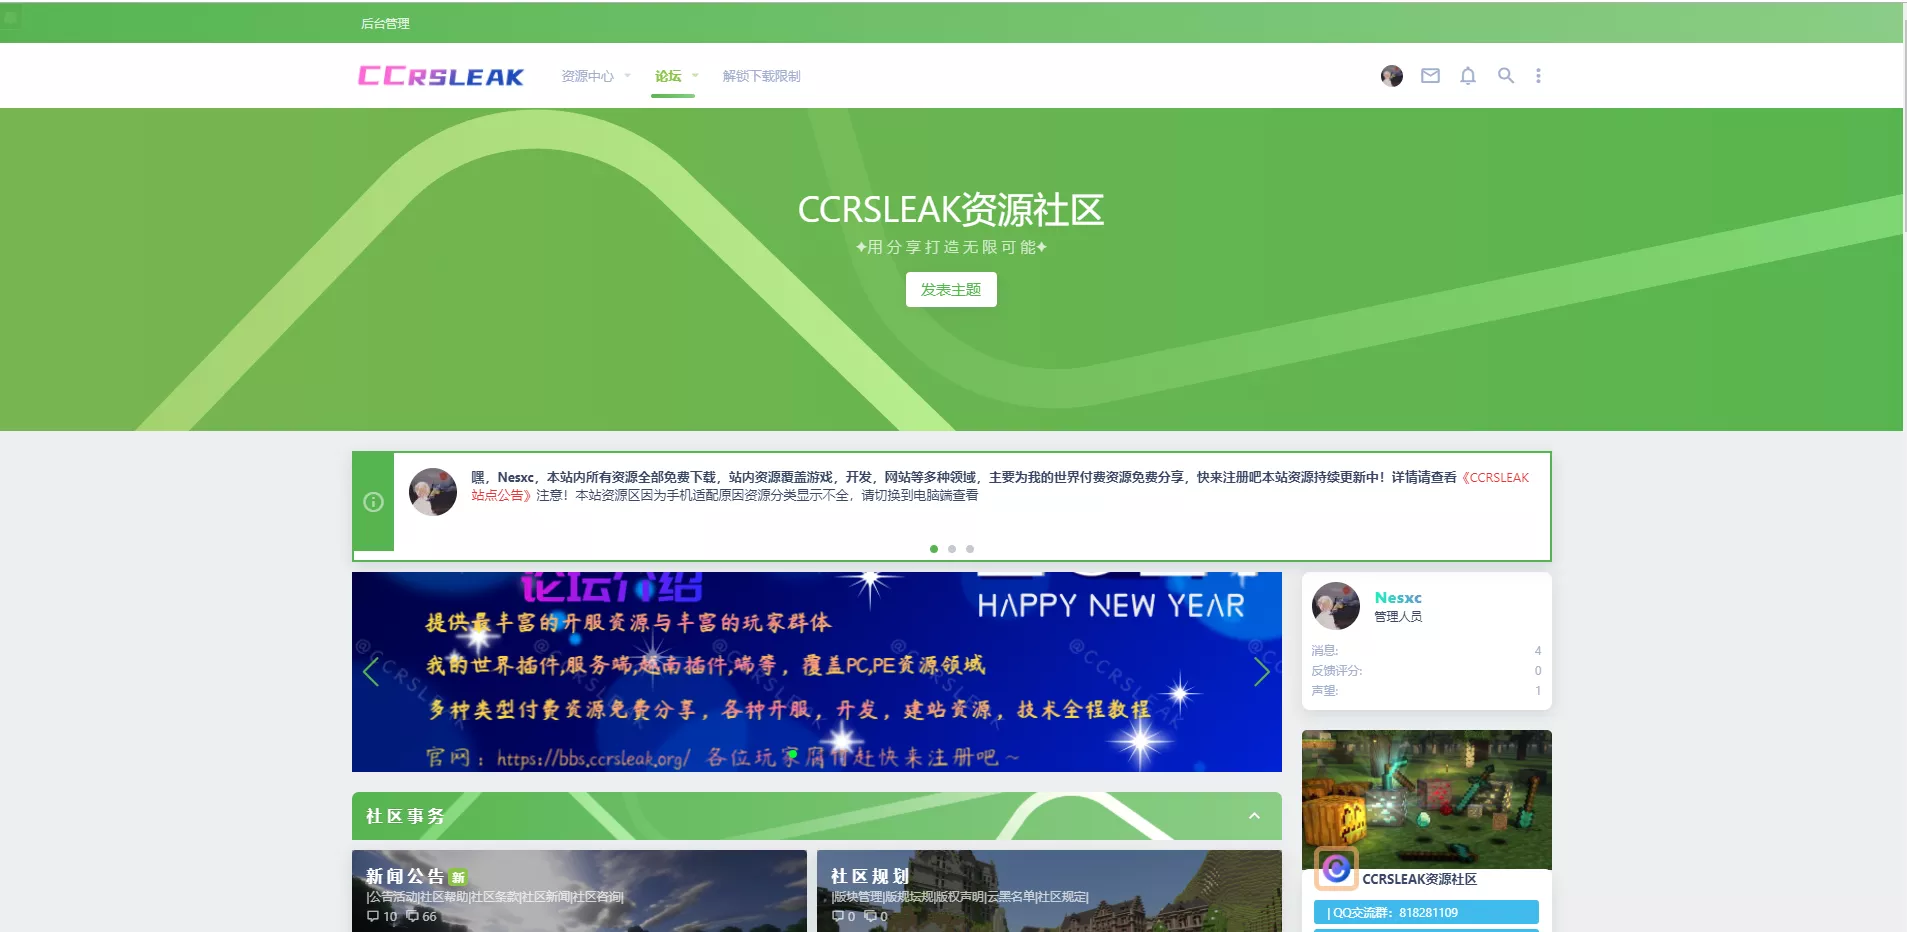 后台管理
CCRSLEAK
资源中心
论坛
解锁下载限制
CCRSLEAK资源社区
✦用分享打造无限可能✦
发表主题
嘿，Nesxc，本站内所有资源全部免费下载，站内资源覆盖游戏，开发，网站等多种领域，主要为我的世界付费资源免费分享，快来注册吧本站资源持续更新中！详情请查看《CCRSLEAK
站点公告》注意！本站资源区因为手机适配原因资源分类显示不全，请切换到电脑端查看
论坛介绍
HAPPY NEW YEAR
提供最丰富的开服资源与丰富的玩家群体
我的世界插件,服务端,越南插件,端等，覆盖PC,PE资源领域
多种类型付费资源免费分享，各种开服，开发，建站资源，技术全程教程
官网：https://bbs.ccrsleak.org/ 各位玩家腐竹赶快来注册吧～
@CCRSLEAK
Nesxc
管理人员
消息: 4
反馈评分: 0
声望: 1
社区事务
新闻公告 新
|公告活动|社区帮助|社区条款|社区新闻|社区咨询|
10 66
社区规划
|版块管理|版规坛规|版权声明|云黑名单|社区规定|
0 0
CCRSLEAK资源社区
| QQ交流群：818281109